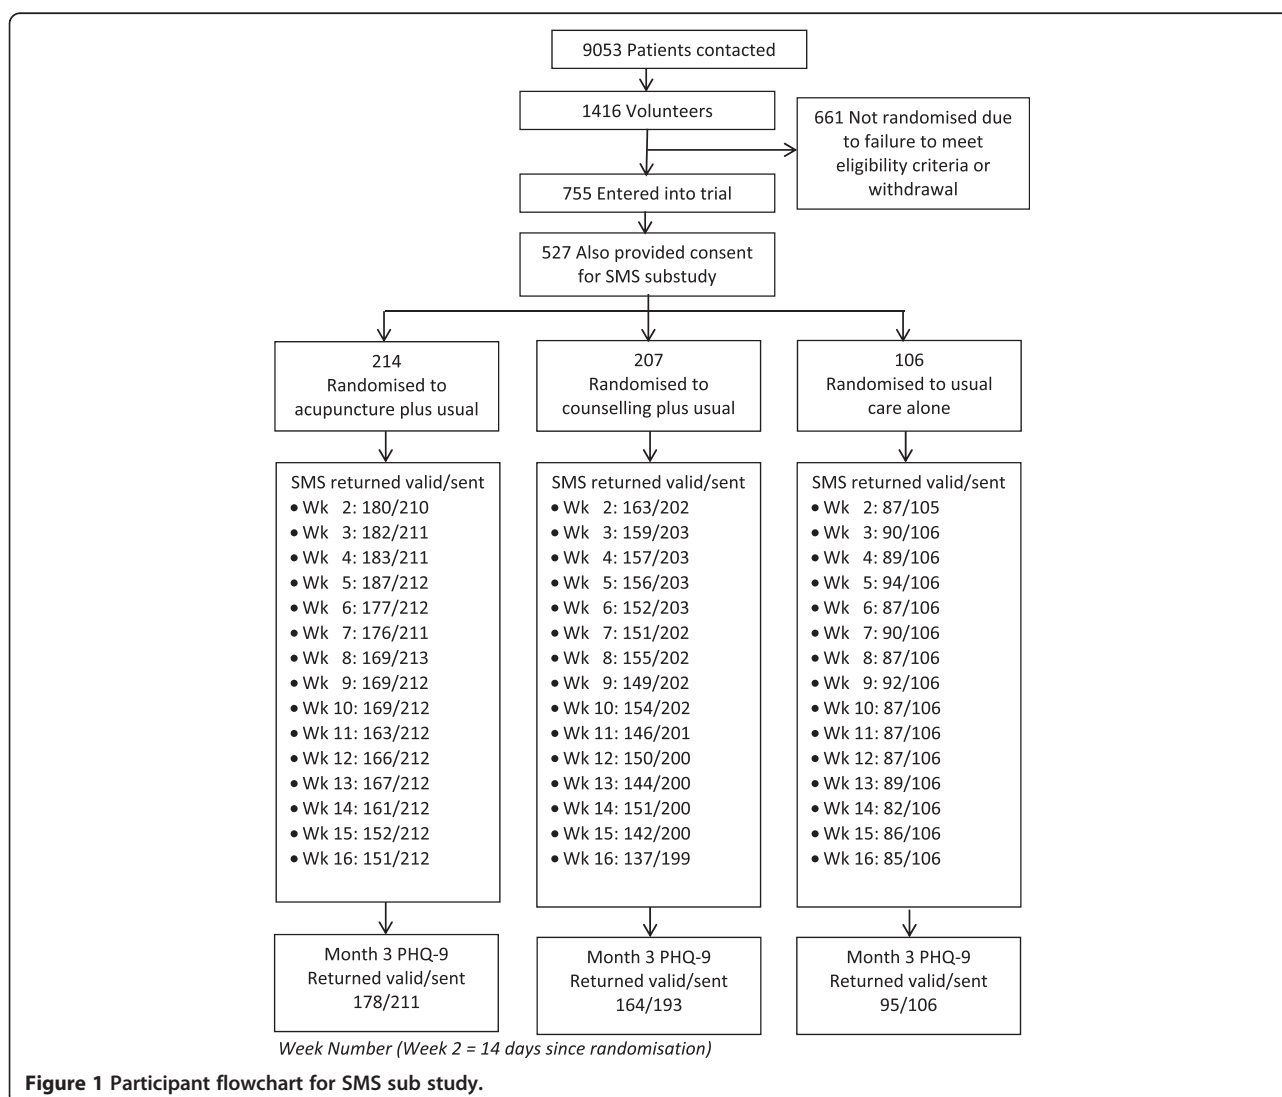 9053 Patients contacted
1416 Volunteers
661 Not randomised due
to failure to meet
eligibility criteria or
withdrawal
755 Entered into trial
527 Also provided consent
for SMS substudy
214
Randomised to
acupuncture plus usual
207
Randomised to
counselling plus usual
106
Randomised to usual
care alone
SMS returned valid/sent
• Wk 2: 180/210
• Wk 3: 182/211
• Wk 4: 183/211
• Wk 5: 187/212
• Wk 6: 177/212
• Wk 7: 176/211
• Wk 8: 169/213
• Wk 9: 169/212
• Wk 10: 169/212
• Wk 11: 163/212
• Wk 12: 166/212
• Wk 13: 167/212
• Wk 14: 161/212
• Wk 15: 152/212
• Wk 16: 151/212
SMS returned valid/sent
• Wk 2: 163/202
• Wk 3: 159/203
• Wk 4: 157/203
• Wk 5: 156/203
• Wk 6: 152/203
• Wk 7: 151/202
• Wk 8: 155/202
• Wk 9: 149/202
• Wk 10: 154/202
• Wk 11: 146/201
• Wk 12: 150/200
• Wk 13: 144/200
• Wk 14: 151/200
• Wk 15: 142/200
• Wk 16: 137/199
SMS returned valid/sent
• Wk 2: 87/105
• Wk 3: 90/106
• Wk 4: 89/106
• Wk 5: 94/106
• Wk 6: 87/106
• Wk 7: 90/106
• Wk 8: 87/106
• Wk 9: 92/106
• Wk 10: 87/106
• Wk 11: 87/106
• Wk 12: 87/106
• Wk 13: 89/106
• Wk 14: 82/106
• Wk 15: 86/106
• Wk 16: 85/106
Month 3 PHQ-9
Returned valid/sent
178/211
Month 3 PHQ-9
Returned valid/sent
164/193
Month 3 PHQ-9
Returned valid/sent
95/106
Week Number (Week 2 = 14 days since randomisation)
Figure 1 Participant flowchart for SMS sub study.